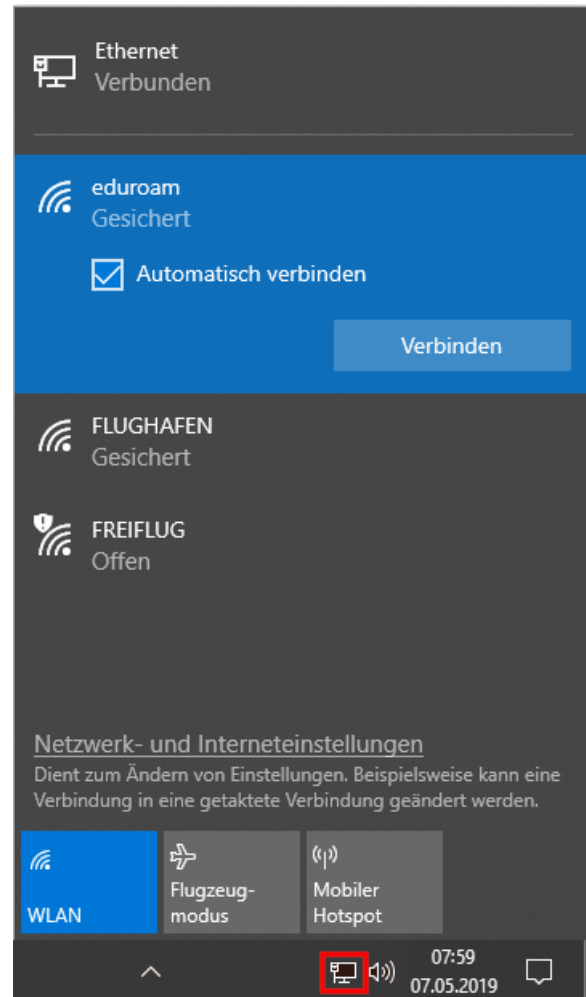 Ethernet
Verbunden
eduroam
Gesichert
Automatisch verbinden
Verbinden
FLUGHAFEN
Gesichert
FREIFLUG
Offen
Netzwerk- und Interneteinstellungen
Dient zum Ändern von Einstellungen. Beispielsweise kann eine
Verbindung in eine getaktete Verbindung geändert werden.
WLAN
Flugzeug-
modus
Mobiler
Hotspot
07:59
07.05.2019